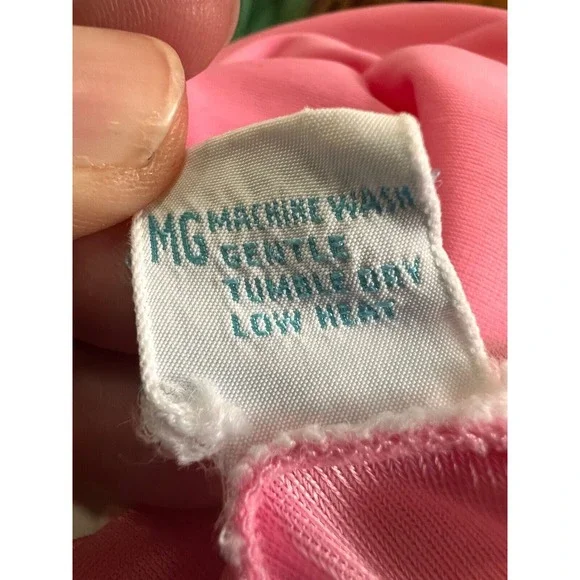 MG MACHINE WASH
GENTLE
TUMBLE DRY
LOW HEAT